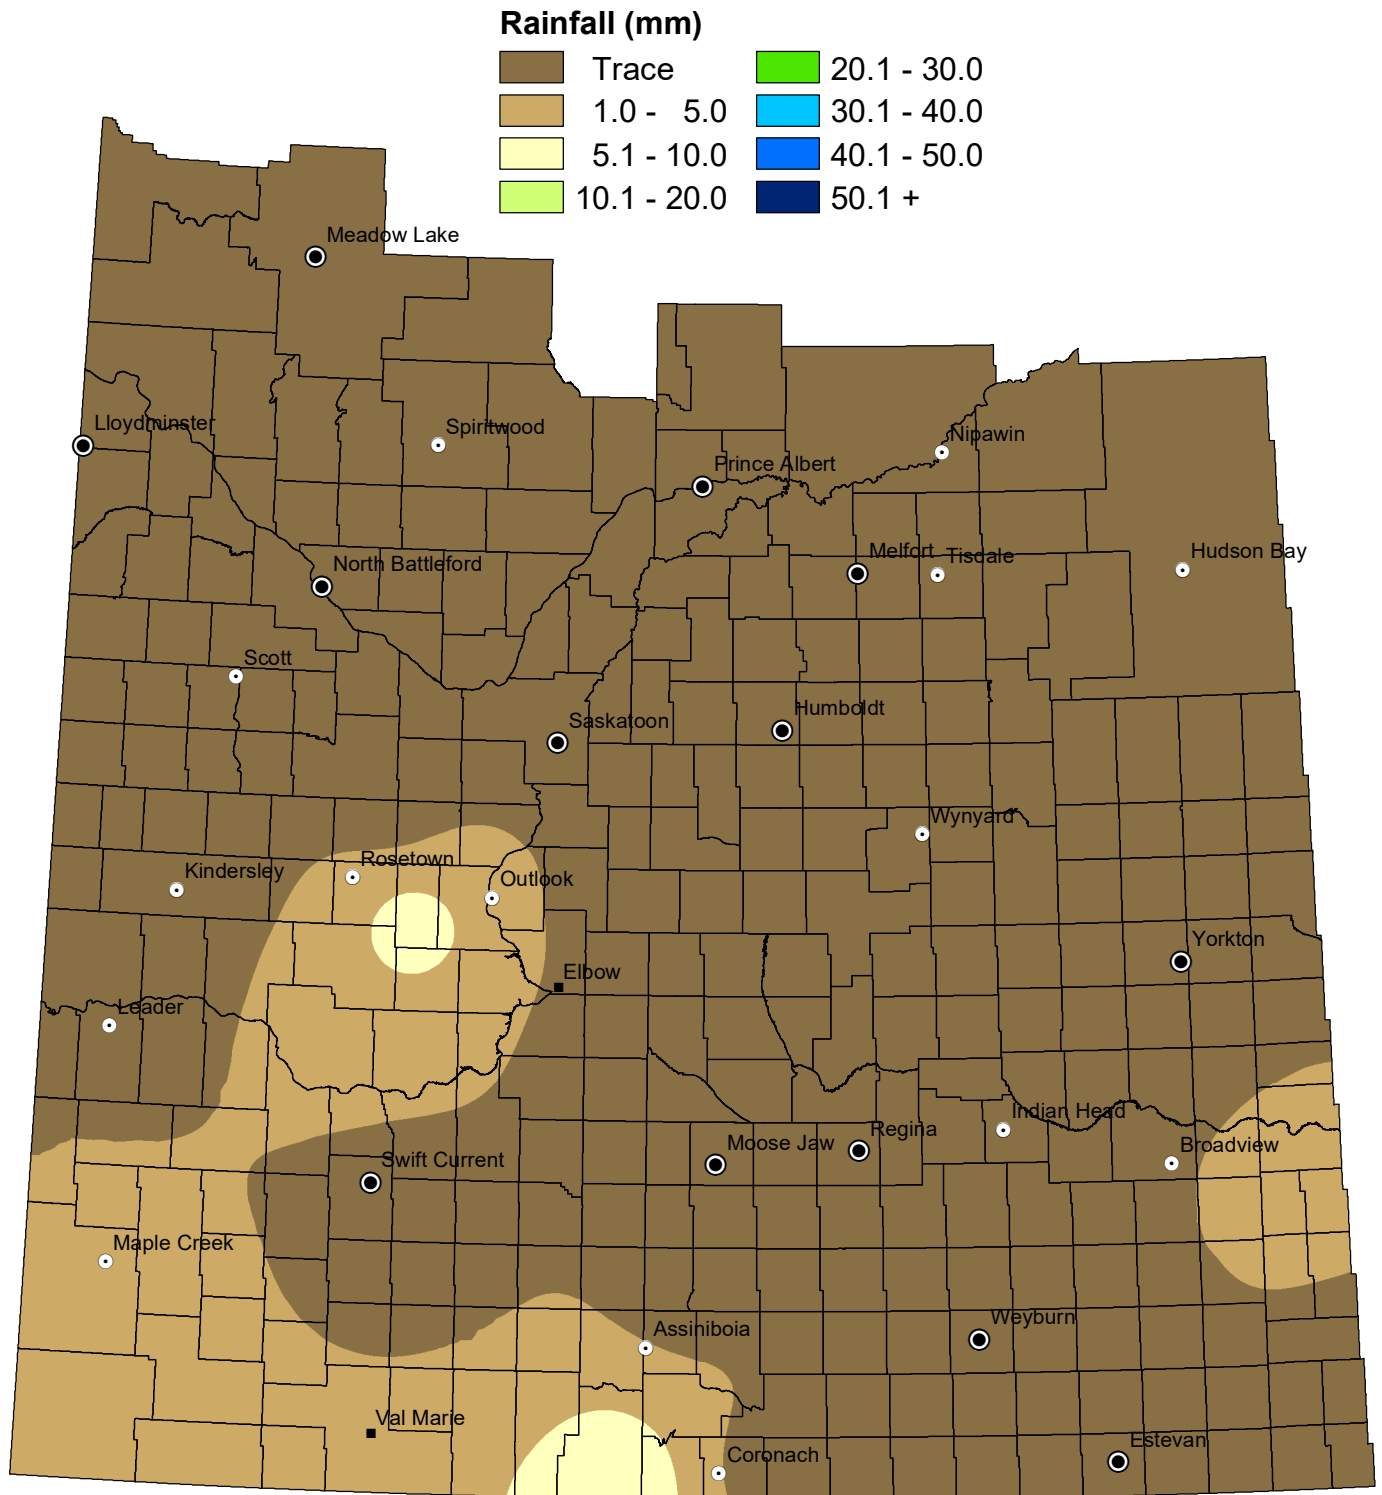 Rainfall (mm)
Trace
20.1 - 30.0
1.0 - 5.0
30.1 - 40.0
5.1 - 10.0
40.1 - 50.0
10.1 - 20.0
50.1 +
Meadow Lake
Lloydminster
Spiritwood
Nipawin
Prince Albert
North Battleford
Melfort
Tisdale
Hudson Bay
Scott
Saskatoon
Humboldt
Wynyard
Rosetown
Kindersley
Outlook
Yorkton
Elbow
Leader
Indian Head
Regina
Moose Jaw
Broadview
Swift Current
Maple Creek
Weyburn
Assiniboia
Val Marie
Estevan
Coronach